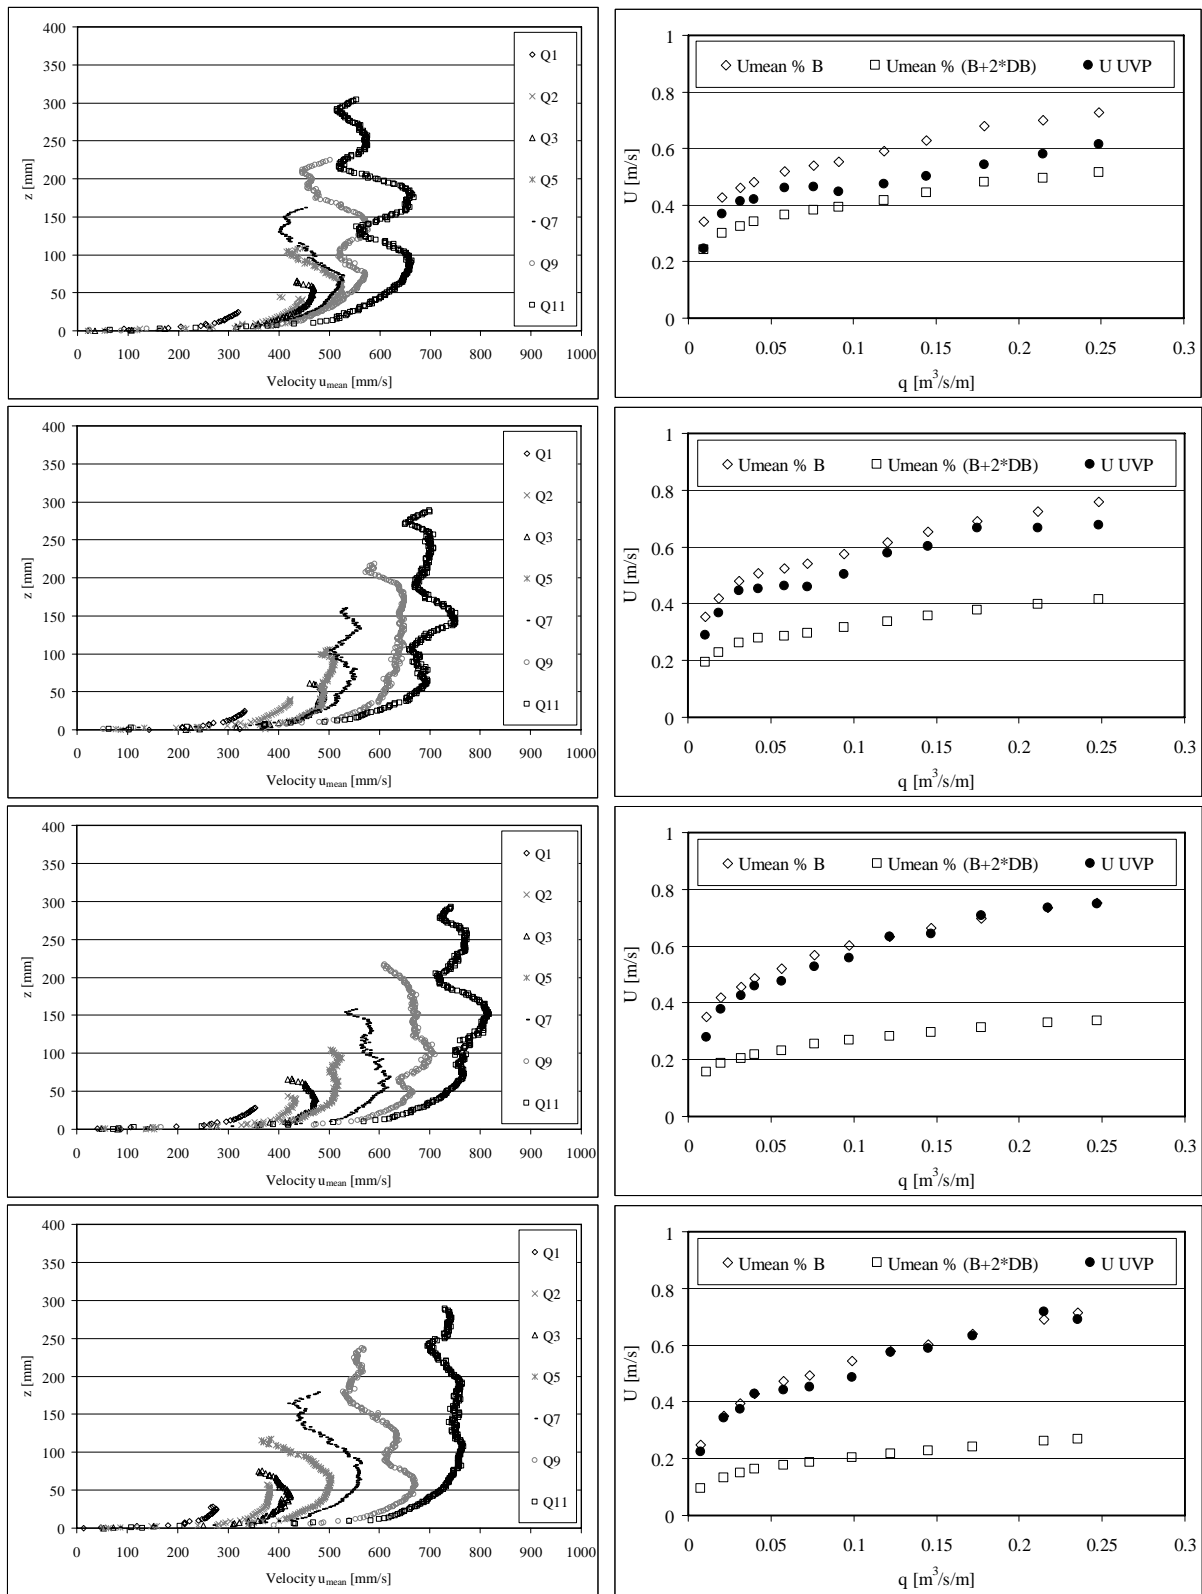 z [mm]
400
350
300
250
200
150
100
50
0
0 100 200 300 400 500 600 700 800 900 1000
Velocity umean [mm/s]
Q1
Q2
Q3
Q5
Q7
Q9
Q11
U [m/s]
1
0.8
0.6
0.4
0.2
0
0 0.05 0.1 0.15 0.2 0.25 0.3
q [m³/s/m]
Umean % B Umean % (B+2*DB) U UVP
z [mm]
400
350
300
250
200
150
100
50
0
0 100 200 300 400 500 600 700 800 900 1000
Velocity umean [mm/s]
Q1
Q2
Q3
Q5
Q7
Q9
Q11
U [m/s]
1
0.8
0.6
0.4
0.2
0
0 0.05 0.1 0.15 0.2 0.25 0.3
q [m³/s/m]
Umean % B Umean % (B+2*DB) U UVP
z [mm]
400
350
300
250
200
150
100
50
0
0 100 200 300 400 500 600 700 800 900 1000
Velocity umean [mm/s]
Q1
Q2
Q3
Q5
Q7
Q9
Q11
U [m/s]
1
0.8
0.6
0.4
0.2
0
0 0.05 0.1 0.15 0.2 0.25 0.3
q [m³/s/m]
Umean % B Umean % (B+2*DB) U UVP
z [mm]
400
350
300
250
200
150
100
50
0
0 100 200 300 400 500 600 700 800 900 1000
Velocity umean [mm/s]
Q1
Q2
Q3
Q5
Q7
Q9
Q11
U [m/s]
1
0.8
0.6
0.4
0.2
0
0 0.05 0.1 0.15 0.2 0.25 0.3
q [m³/s/m]
Umean % B Umean % (B+2*DB) U UVP